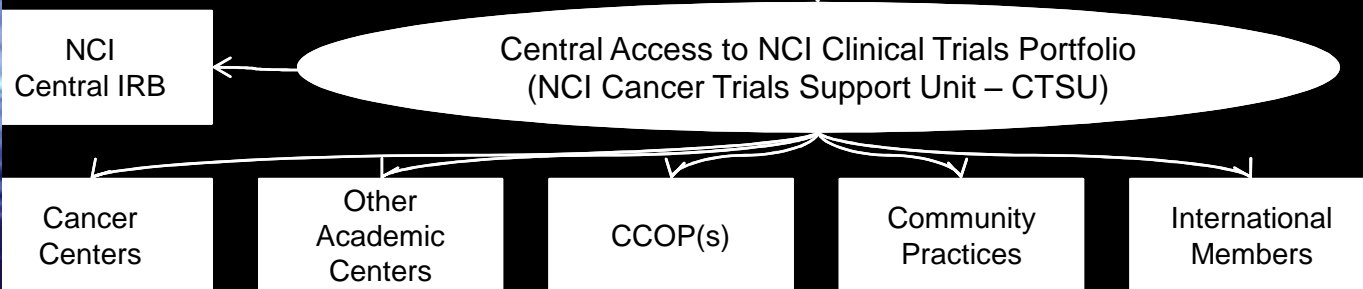 NCI
Central IRB
Central Access to NCI Clinical Trials Portfolio
(NCI Cancer Trials Support Unit – CTSU)
Cancer
Centers
Other
Academic
Centers
CCOP(s)
Community
Practices
International
Members